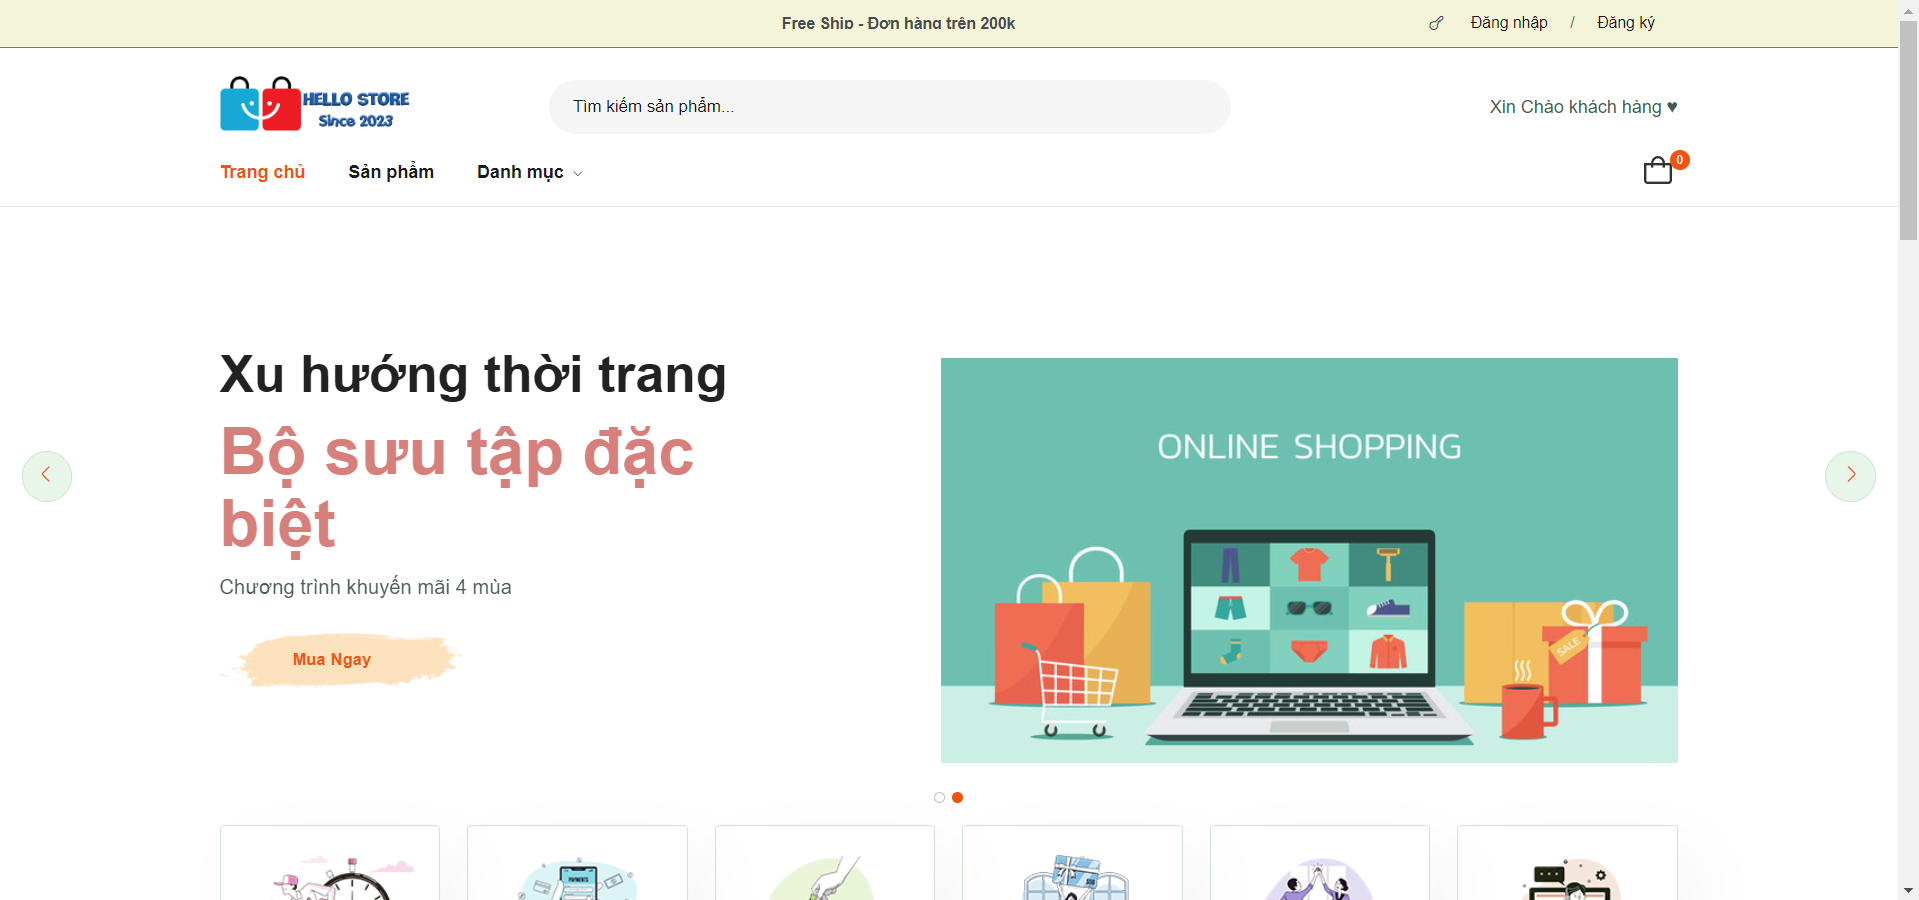 Free Ship - Đơn hàng trên 200k
Đăng nhập / Đăng ký
HELLO STORE
Since 2023
Tìm kiếm sản phẩm...
Xin Chào khách hàng ♥
Trang chủ
Sản phẩm
Danh mục
0
Xu hướng thời trang
Bộ sưu tập đặc
biệt
Chương trình khuyến mãi 4 mùa
Mua Ngay
ONLINE SHOPPING
SALE
PAYMENTS